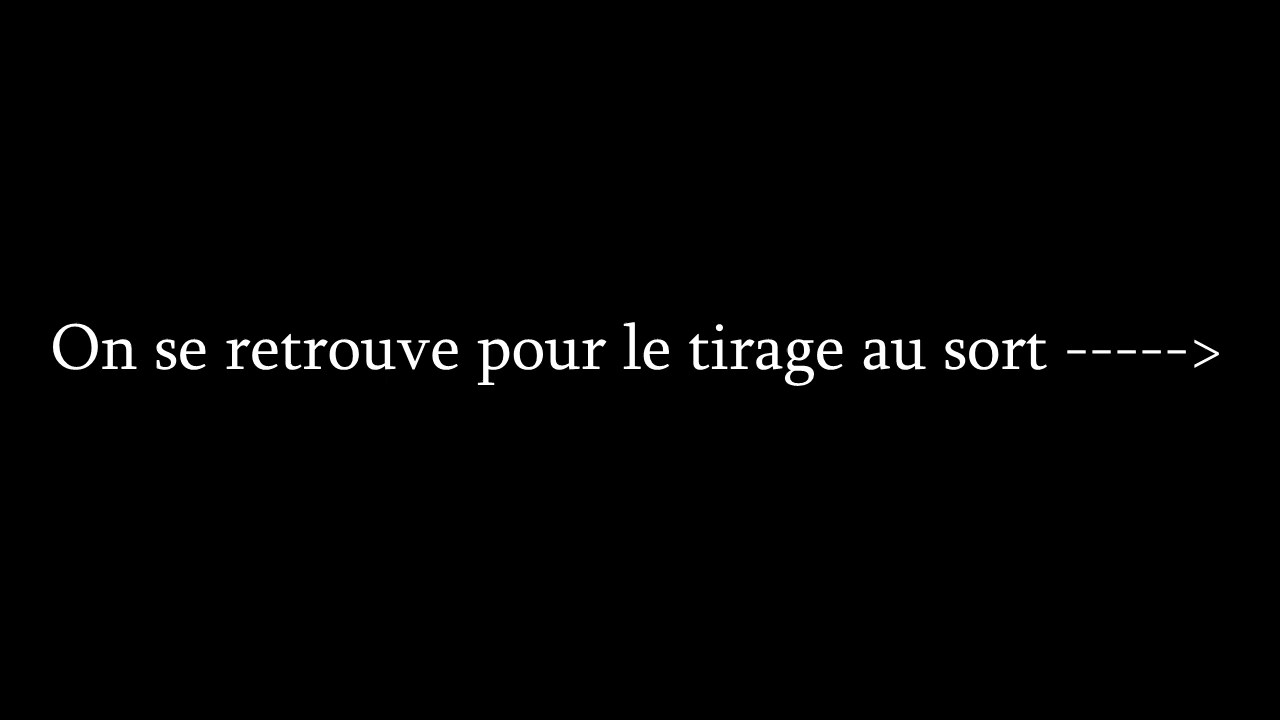 On se retrouve pour le tirage au sort ----->